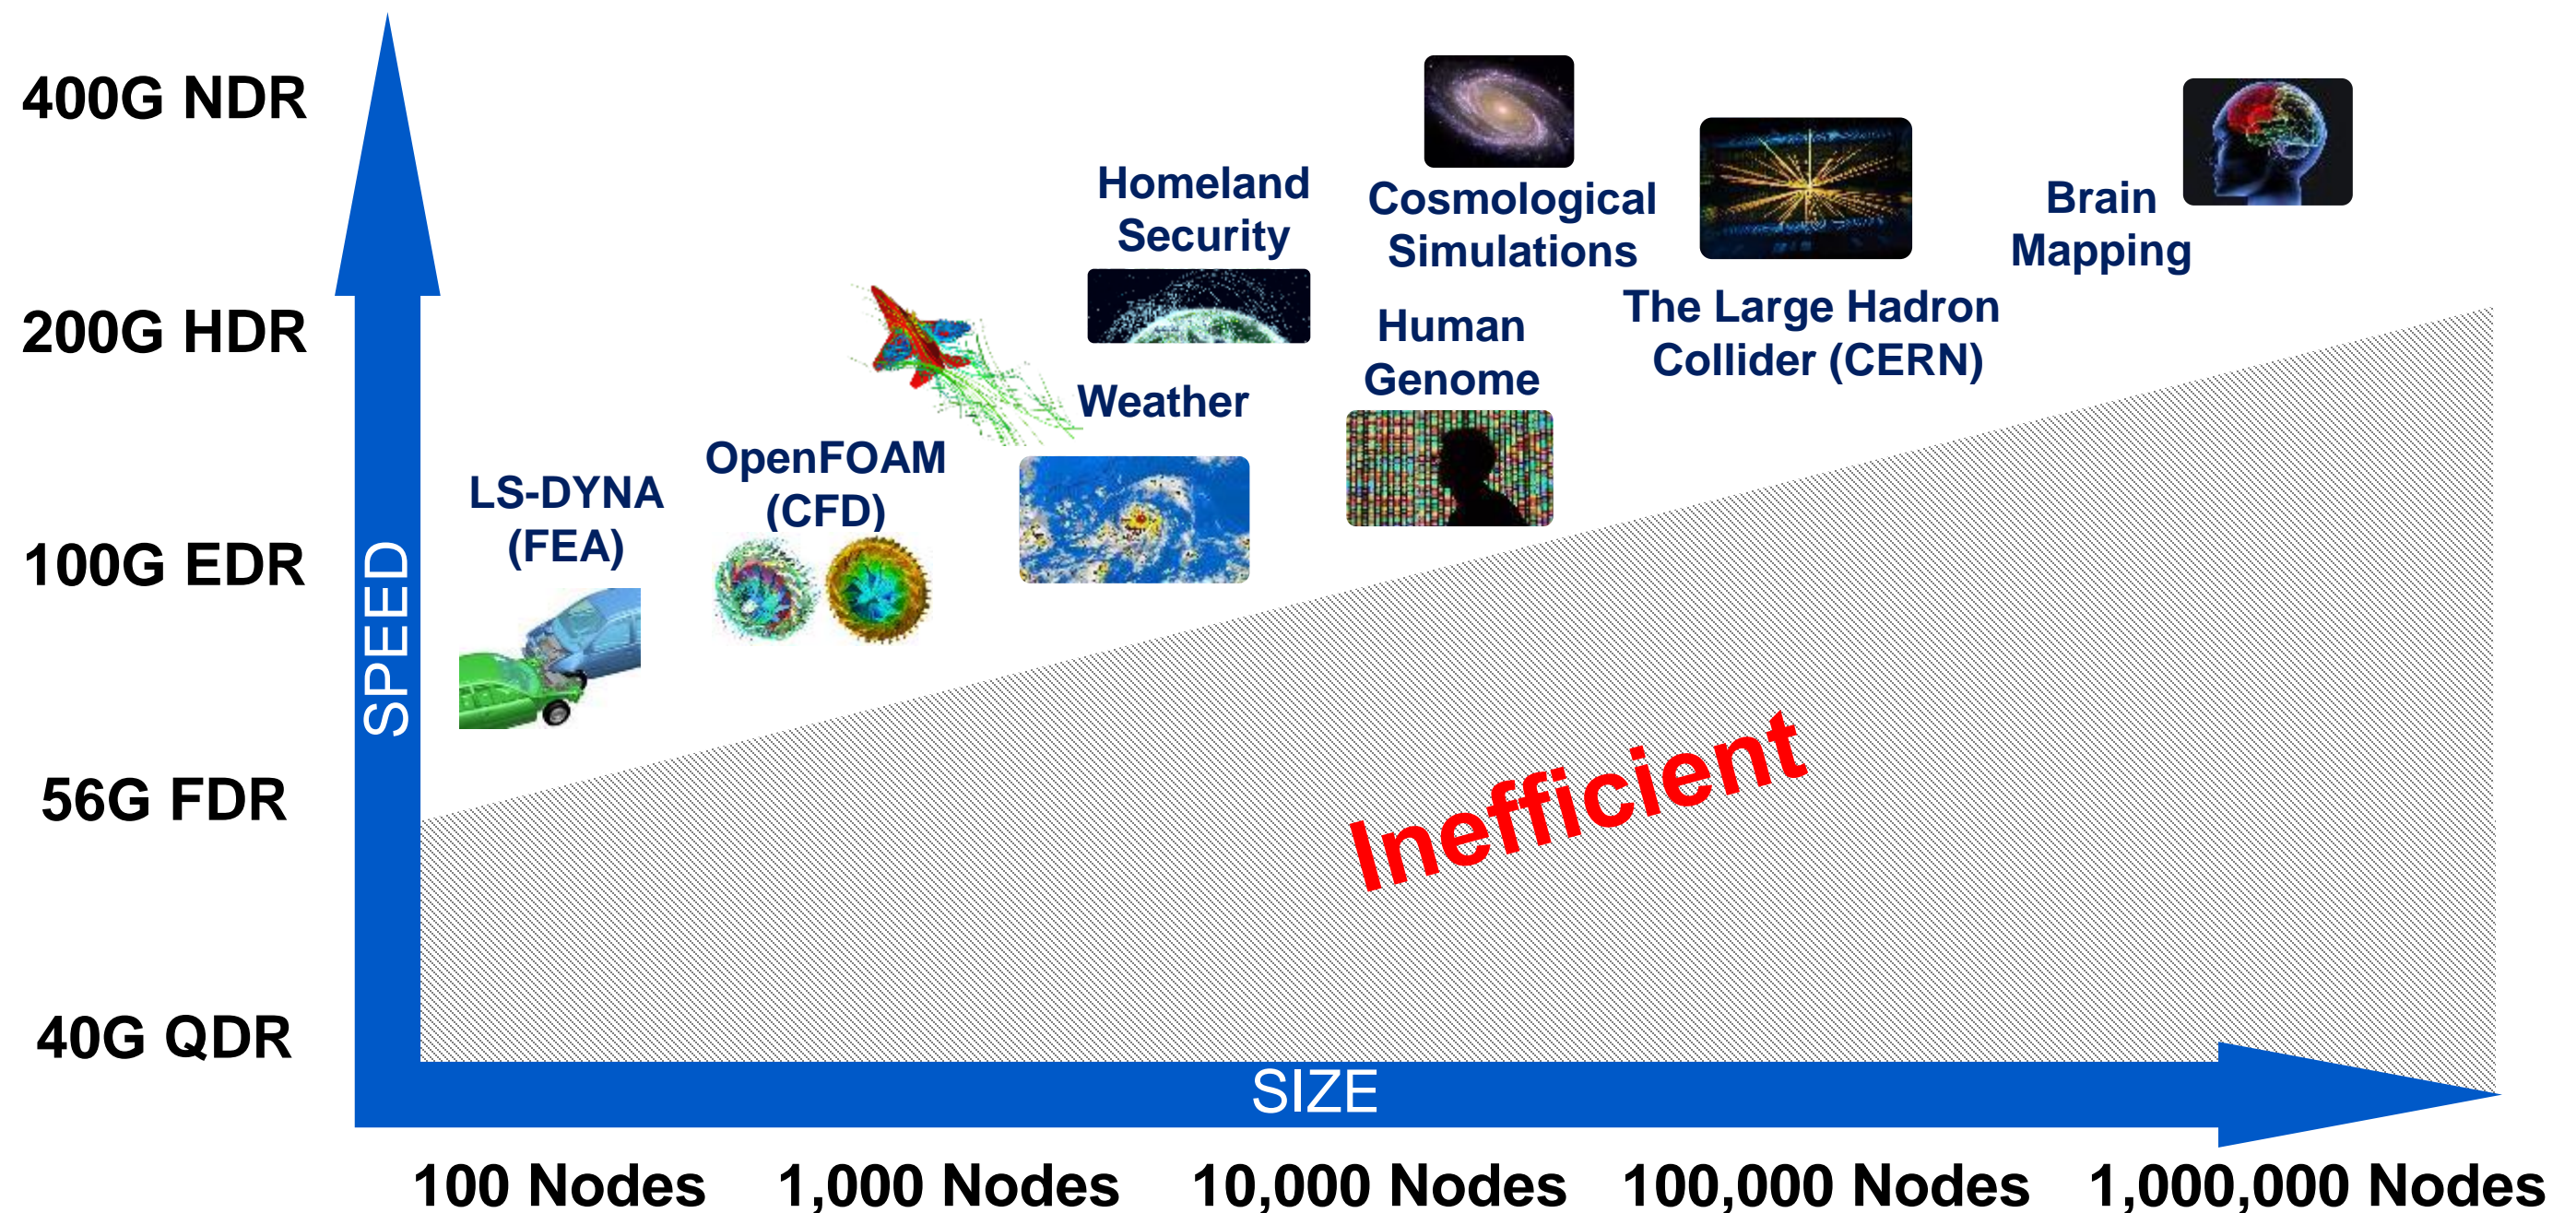 400G NDR
200G HDR
100G EDR
56G FDR
40G QDR
SPEED
LS-DYNA
(FEA)
OpenFOAM
(CFD)
Weather
Homeland
Security
Cosmological
Simulations
Human
Genome
The Large Hadron
Collider (CERN)
Brain
Mapping
Inefficient
SIZE
100 Nodes
1,000 Nodes
10,000 Nodes
100,000 Nodes
1,000,000 Nodes